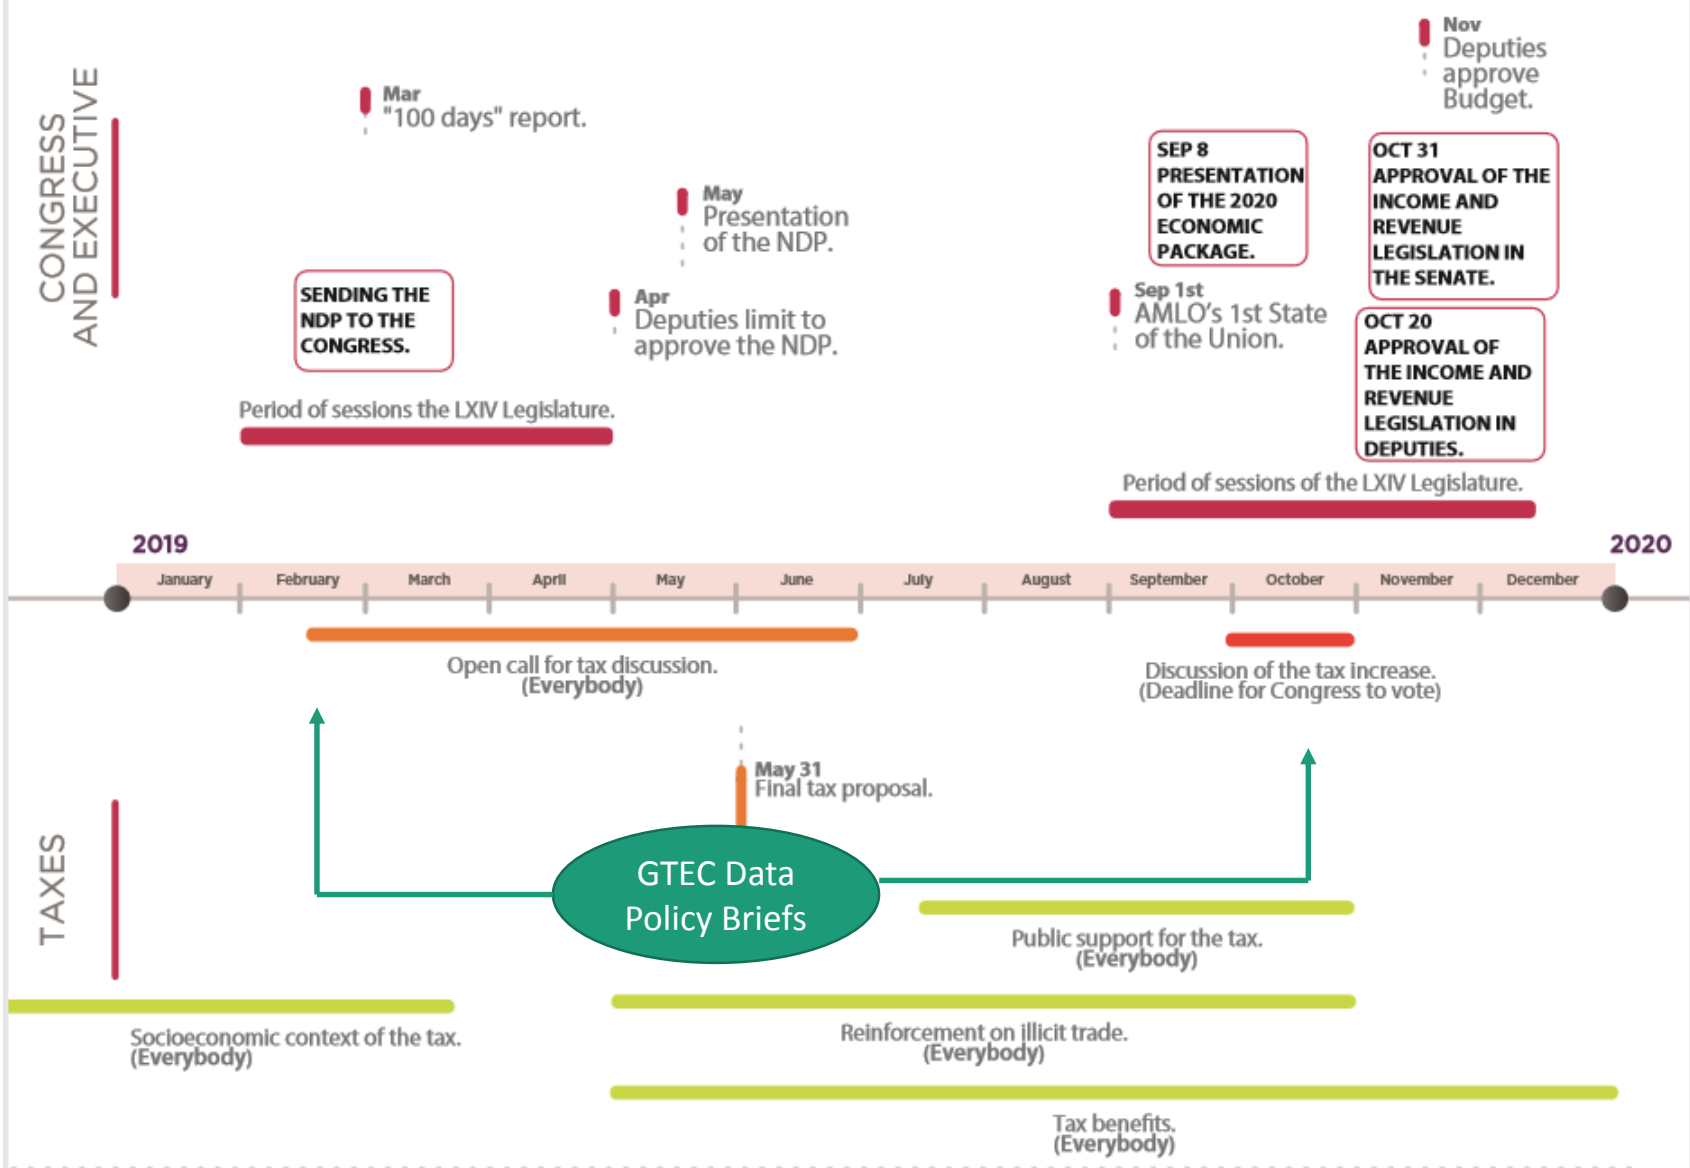 CONGRESS
AND EXECUTIVE
Mar
"100 days" report.
Nov
Deputies
approve
Budget.
May
Presentation
of the NDP.
SEP 8
PRESENTATION
OF THE 2020
ECONOMIC
PACKAGE.
OCT 31
APPROVAL OF THE
INCOME AND
REVENUE
LEGISLATION IN
THE SENATE.
SENDING THE
NDP TO THE
CONGRESS.
Apr
Deputies limit to
approve the NDP.
Sep 1st
AMLO’s 1st State
of the Union.
OCT 20
APPROVAL OF
THE INCOME AND
REVENUE
LEGISLATION IN
DEPUTIES.
Period of sessions the LXIV Legislature.
Period of sessions of the LXIV Legislature.
2019
2020
January February March April May June July August September October November December
Open call for tax discussion.
(Everybody)
Discussion of the tax increase.
(Deadline for Congress to vote)
TAXES
May 31
Final tax proposal.
GTEC Data
Policy Briefs
Public support for the tax.
(Everybody)
Socioeconomic context of the tax.
(Everybody)
Reinforcement on illicit trade.
(Everybody)
Tax benefits.
(Everybody)